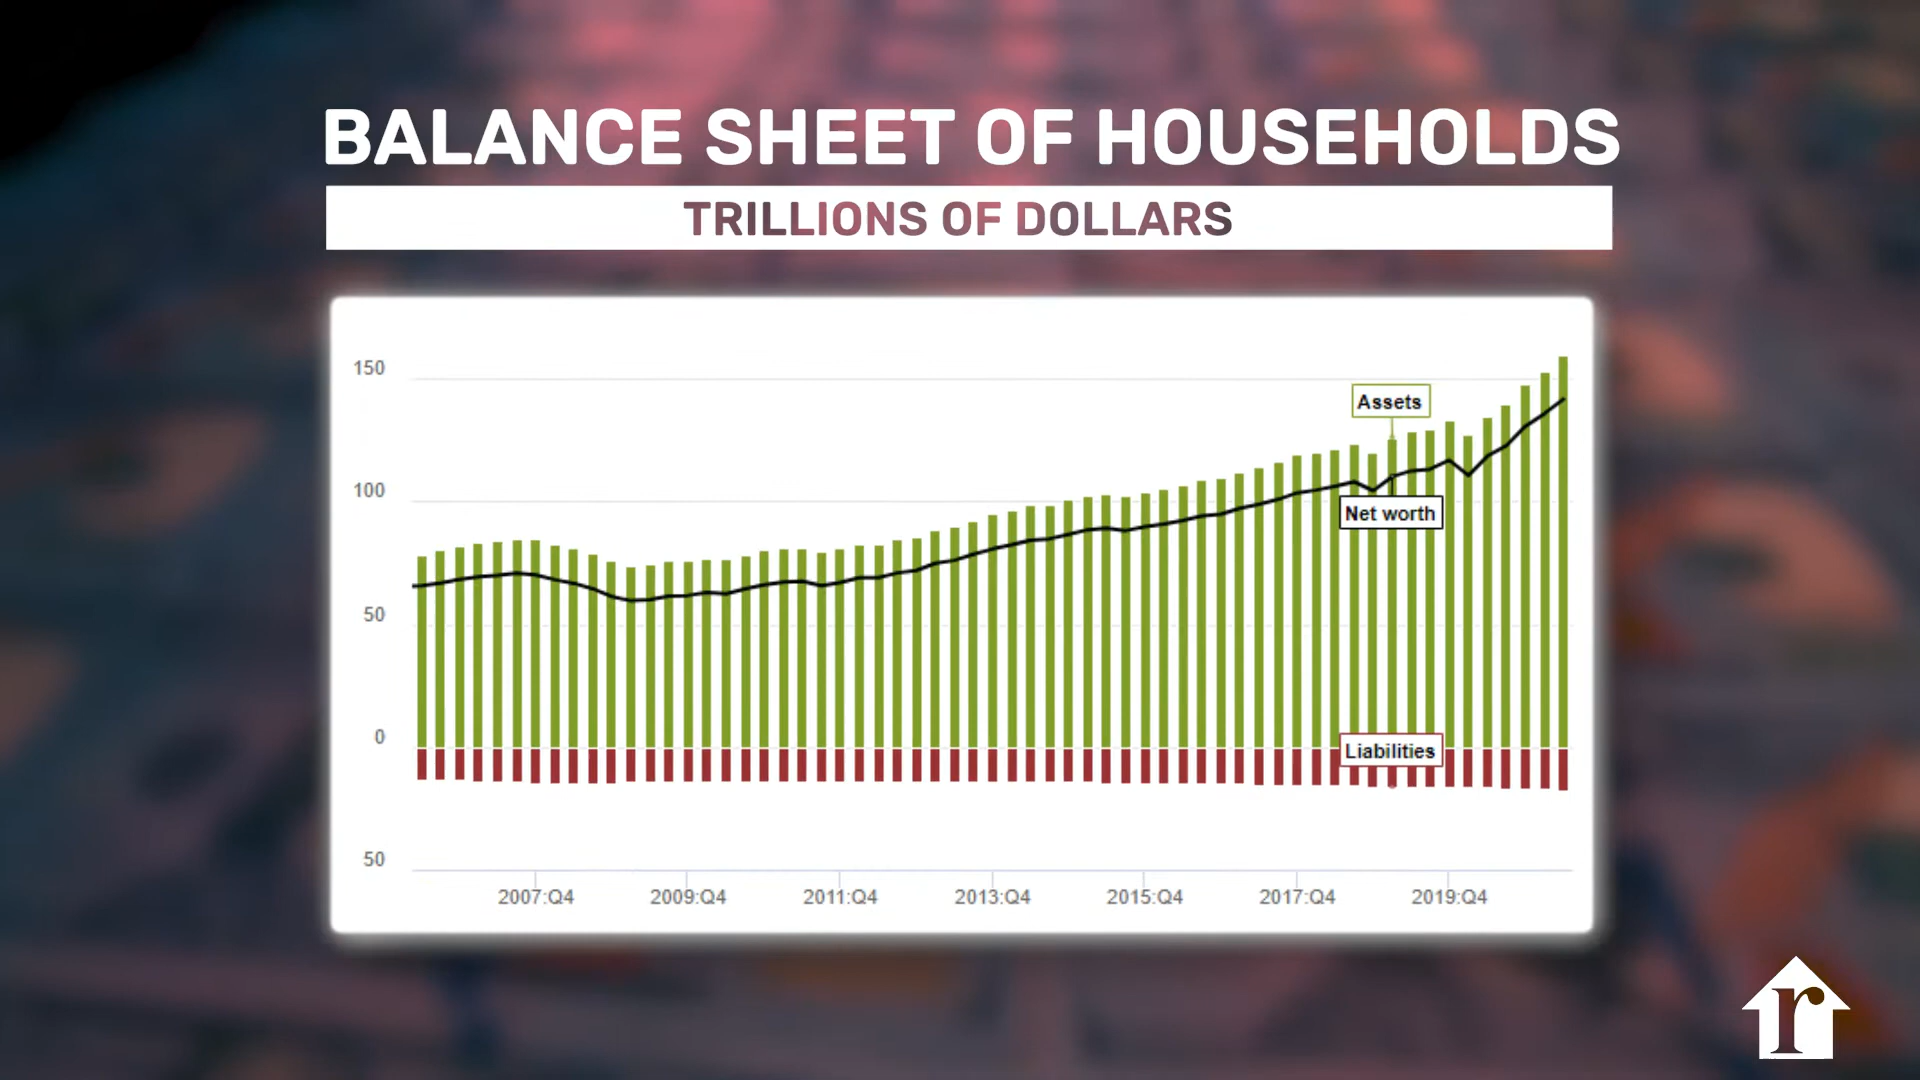 BALANCE SHEET OF HOUSEHOLDS
TRILLIONS OF DOLLARS
150
Assets
100
Net worth
50
0
Liabilities
50
2007:Q4 2009:Q4 2011:Q4 2013:Q4 2015:Q4 2017:Q4 2019:Q4
r